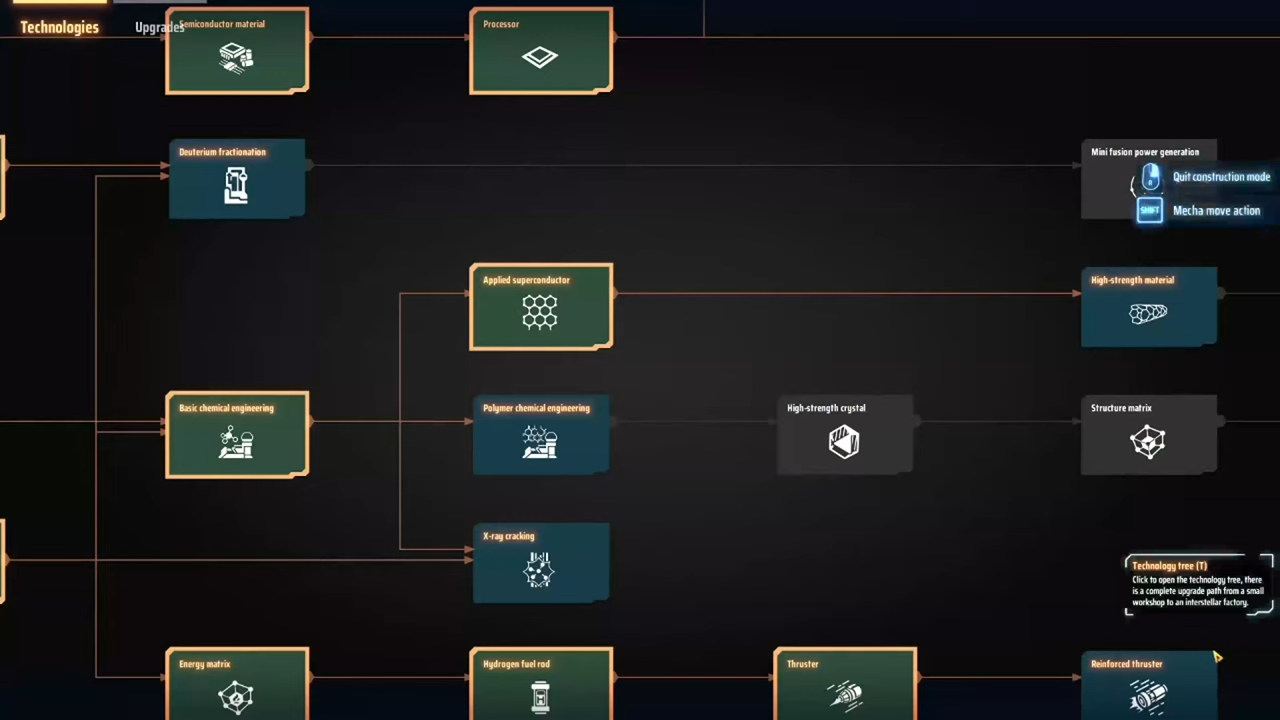 Technologies
Upgrades
Semiconductor material
Processor
Deuterium fractionation
Mini fusion power generation
R
Quit construction mode
SHIFT
Mecha move action
Applied superconductor
High-strength material
Basic chemical engineering
Polymer chemical engineering
High-strength crystal
Structure matrix
X-ray cracking
Technology tree (T)
Click to open the technology tree, there
is a complete upgrade path from a small
workshop to an interstellar factory.
Energy matrix
Hydrogen fuel rod
Thruster
Reinforced thruster